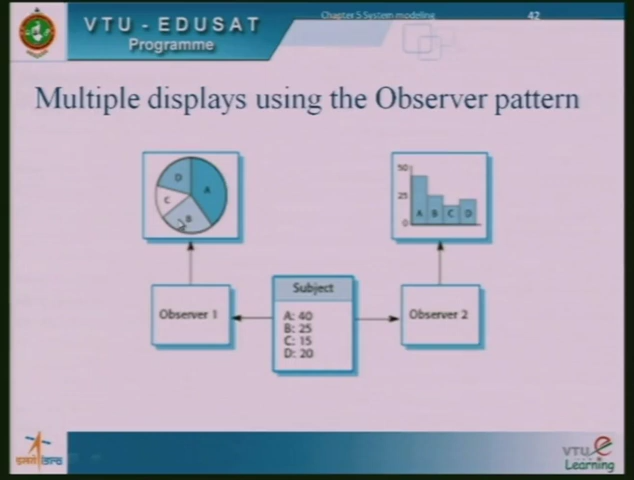 VTU - EDUSAT
Programme
Chapter 5 System modeling
42
Multiple displays using the Observer pattern
D
A
C
B
50
25
0
A B C D
Observer 1
Subject
A: 40
B: 25
C: 15
D: 20
Observer 2
VTU
Learning